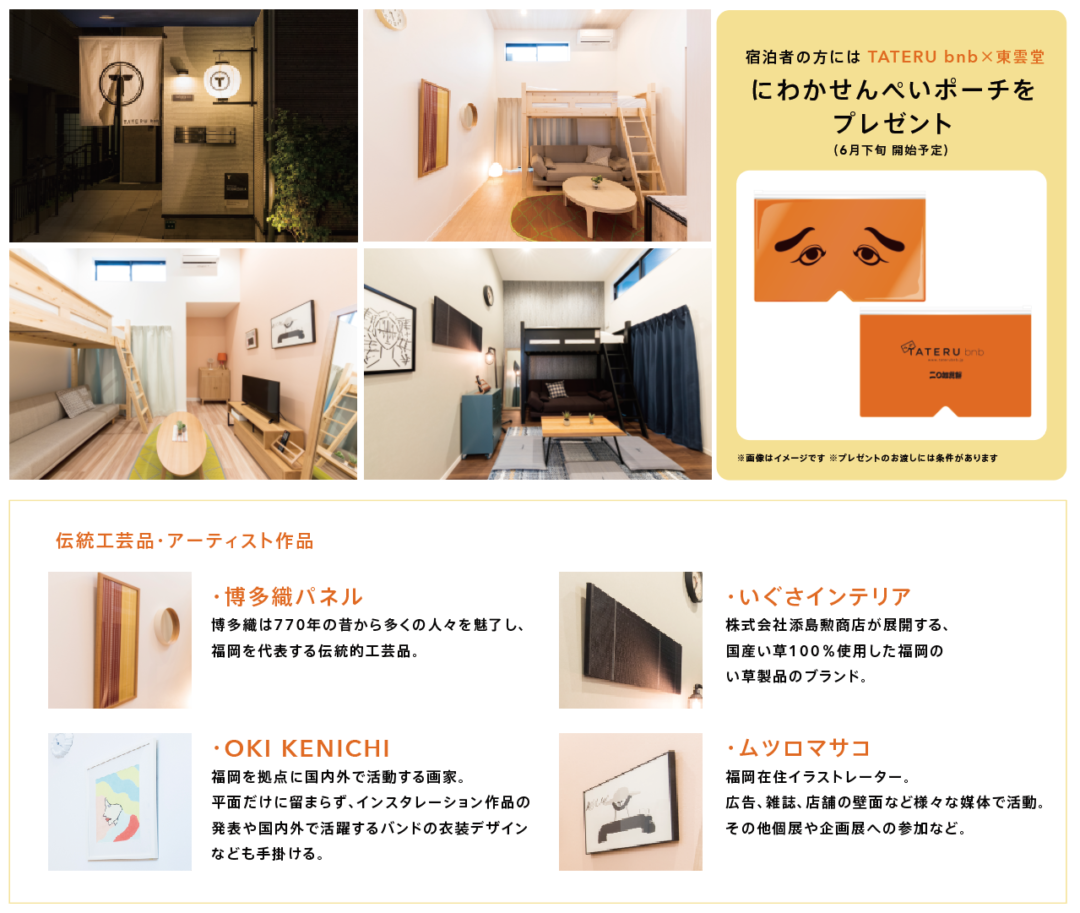 T
T
宿泊者の方には TATERU bnb×東雲堂
にわかせんぺいポーチを
プレゼント
(6月下旬 開始予定)
TATERU bnb
※画像はイメージです ※プレゼントのお渡しには条件があります
伝統工芸品・アーティスト作品
・博多織パネル
博多織は770年の昔から多くの人々を魅了し、
福岡を代表する伝統的工芸品。
・いぐさインテリア
株式会社添島勲商店が展開する、
国産い草100%使用した福岡の
い草製品のブランド。
・OKI KENICHI
福岡を拠点に国内外で活動する画家。
平面だけに留まらず、インスタレーション作品の
発表や国内外で活躍するバンドの衣装デザイン
なども手掛ける。
・ムツロマサコ
福岡在住イラストレーター。
広告、雑誌、店舗の壁面など様々な媒体で活動。
その他個展や企画展への参加など。